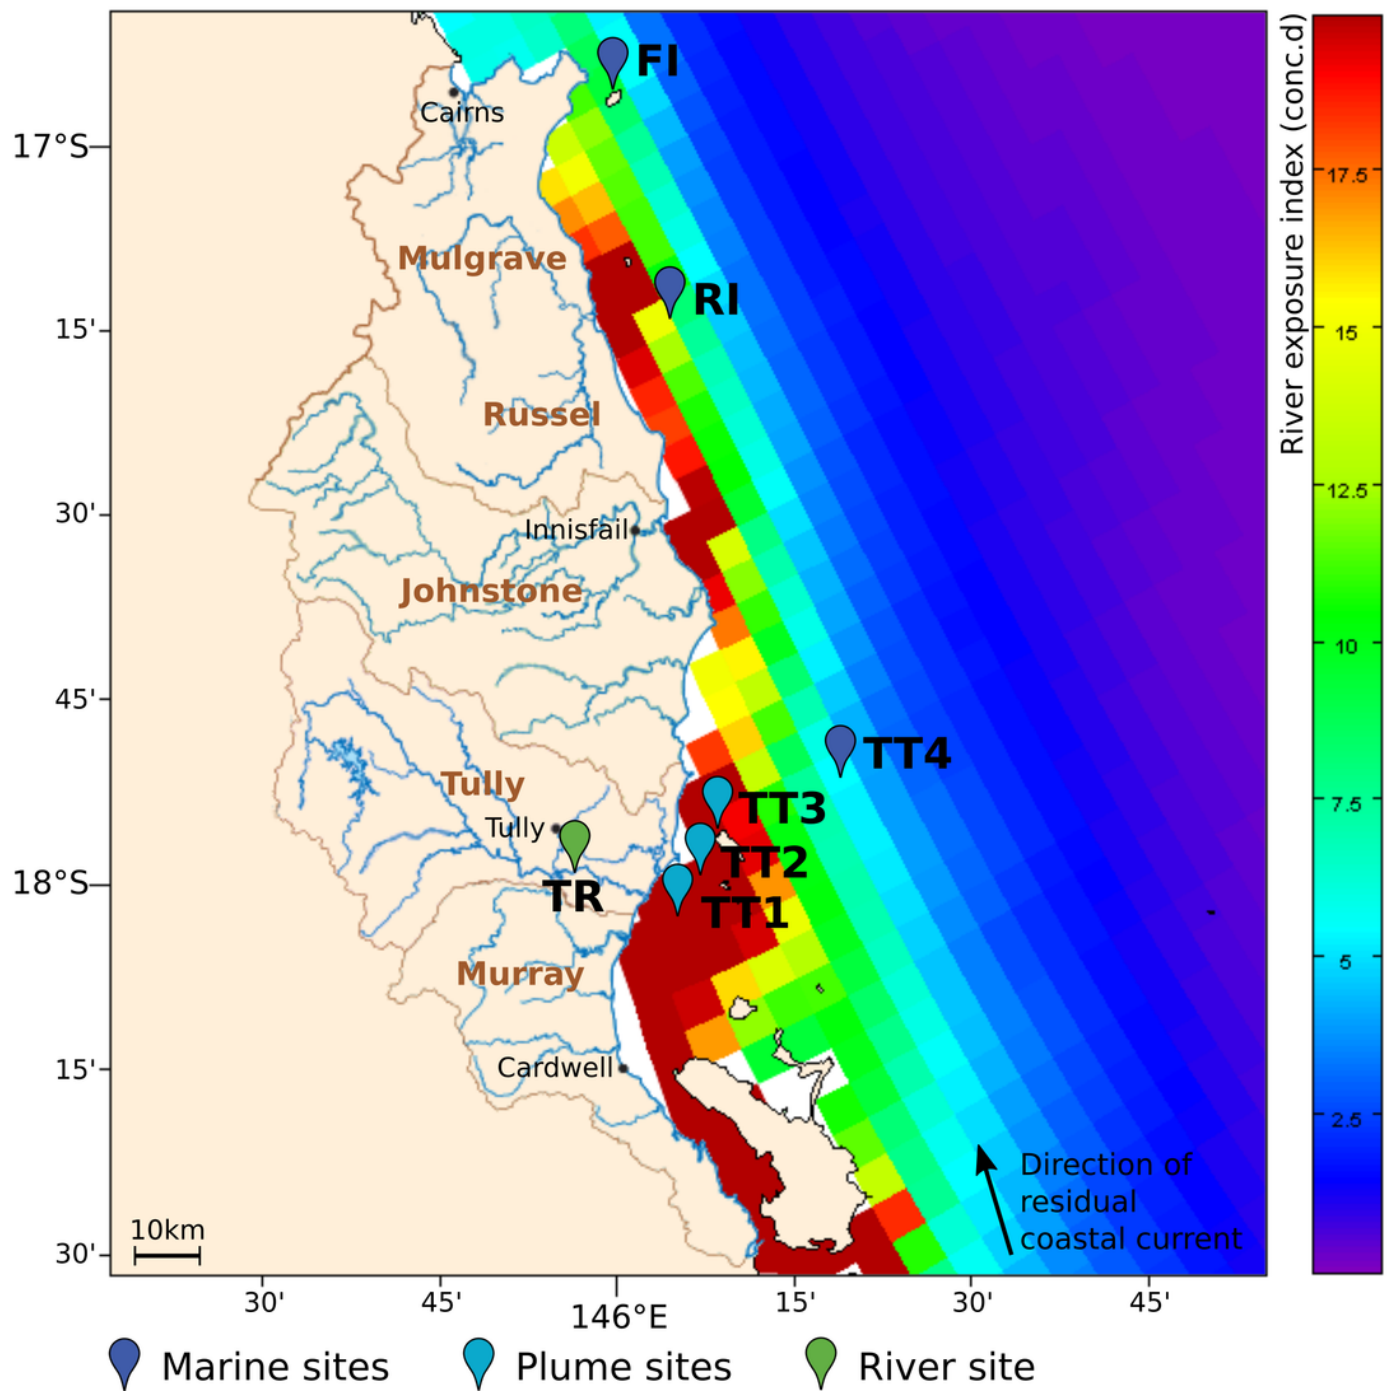 FI
Cairns
17°S
Mulgrave
RI
15'
Russel
30'
Innisfail
Johnstone
45'
TT4
Tully
TT3
Tully
TT2
18°S
TR
TT1
Murray
15'
Cardwell
Direction of
residual
coastal current
10km
30'
30'
45'
146°E
15'
30'
45'
River exposure index (conc.d)
17.5
15
12.5
10
7.5
5
2.5
Marine sites
Plume sites
River site